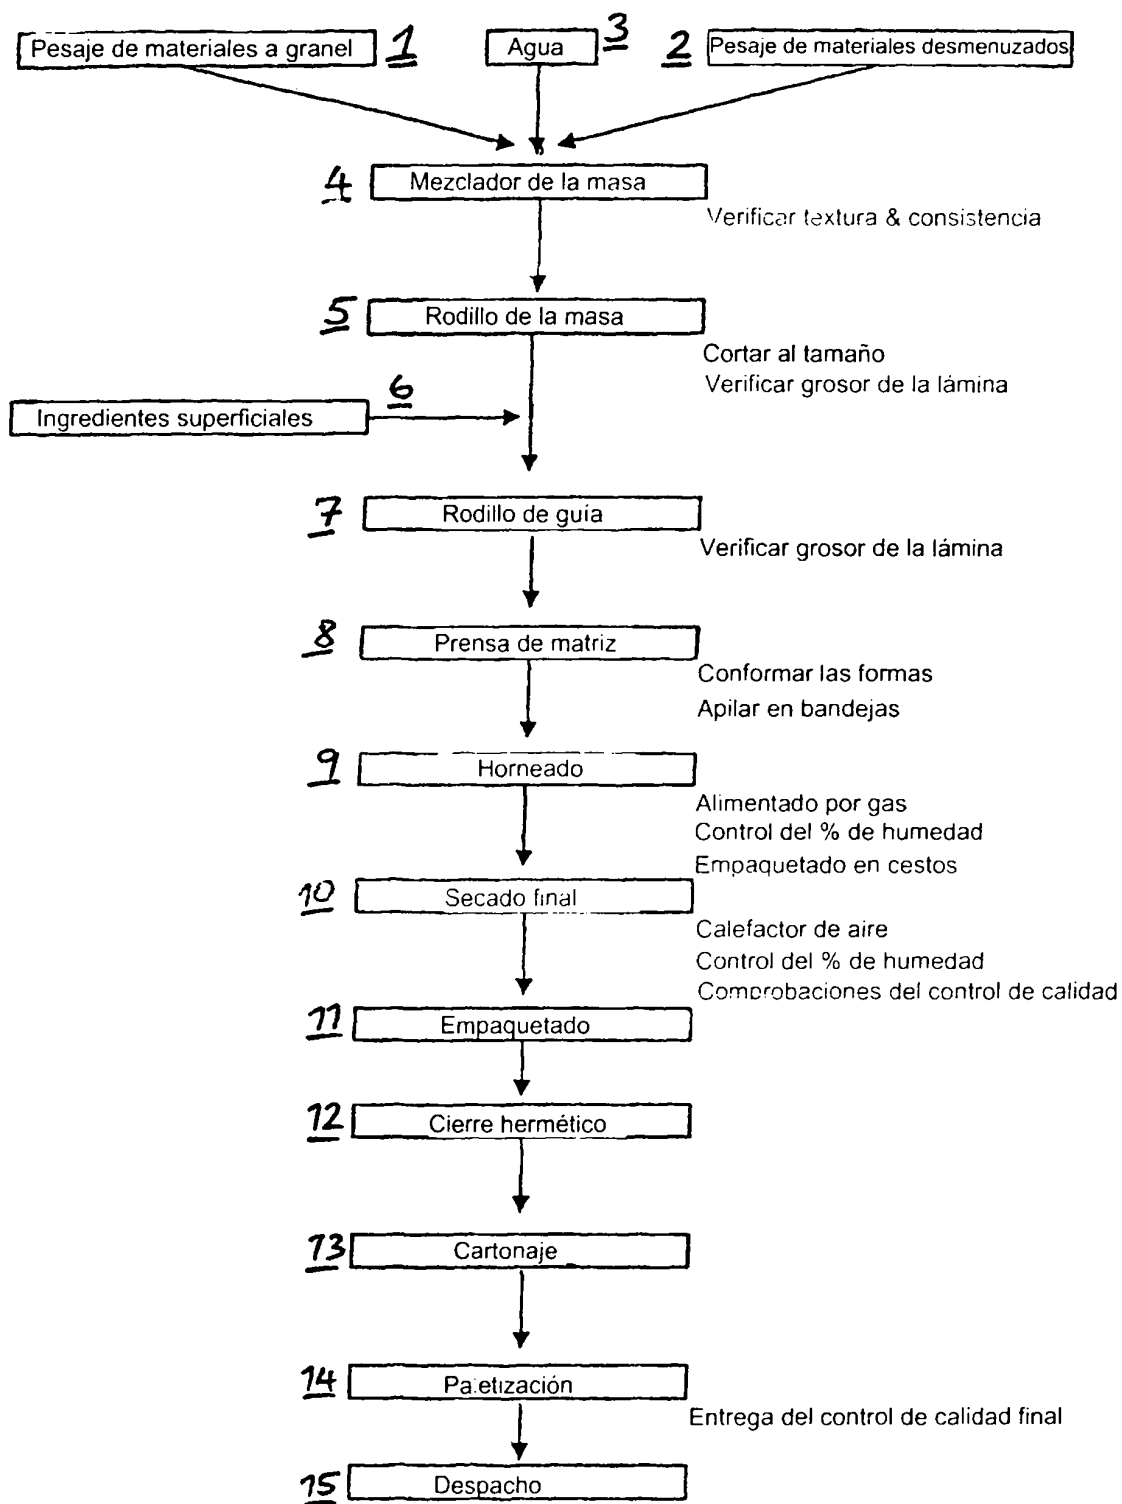 Pesaje de materiales a granel 1
Agua 3
2 Pesaje de materiales desmenuzados
4 Mezclador de la masa
Verificar textura & consistencia
5 Rodillo de la masa
Cortar al tamaño
Verificar grosor de la lámina
6
Ingredientes superficiales
7 Rodillo de guía
Verificar grosor de la lámina
8 Prensa de matriz
Conformar las formas
Apilar en bandejas
9 Horneado
Alimentado por gas
Control del % de humedad
Empaquetado en cestos
10 Secado final
Calefactor de aire
Control del % de humedad
Comprobaciones del control de calidad
11 Empaquetado
12 Cierre hermético
13 Cartonaje
14 Paletización
Entrega del control de calidad final
15 Despacho